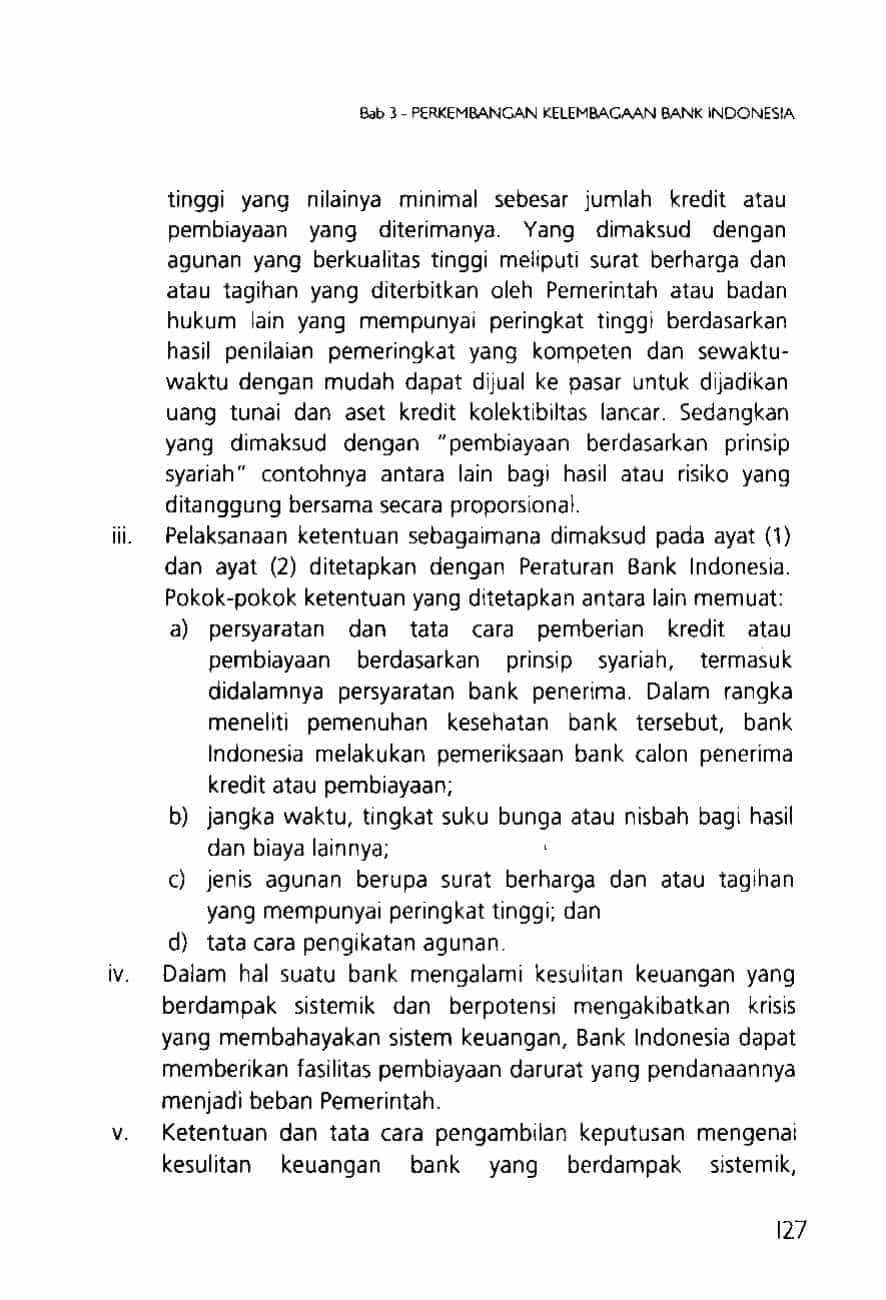 Bab 3 - PERKEMBANGAN KELEMBAGAAN BANK INDONESIA
tinggi yang nilainya minimal sebesar jumlah kredit atau
pembiayaan yang diterimanya. Yang dimaksud dengan
agunan yang berkualitas tinggi meliputi surat berharga dan
atau tagihan yang diterbitkan oleh Pemerintah atau badan
hukum lain yang mempunyai peringkat tinggi berdasarkan
hasil penilaian pemeringkat yang kompeten dan sewaktu-
waktu dengan mudah dapat dijual ke pasar untuk dijadikan
uang tunai dan aset kredit kolektibiltas lancar. Sedangkan
yang dimaksud dengan "pembiayaan berdasarkan prinsip
syariah" contohnya antara lain bagi hasil atau risiko yang
ditanggung bersama secara proporsional.
iii. Pelaksanaan ketentuan sebagaimana dimaksud pada ayat (1)
dan ayat (2) ditetapkan dengan Peraturan Bank Indonesia.
Pokok-pokok ketentuan yang ditetapkan antara lain memuat:
a) persyaratan dan tata cara pemberian kredit atau
pembiayaan berdasarkan prinsip syariah, termasuk
didalamnya persyaratan bank penerima. Dalam rangka
meneliti pemenuhan kesehatan bank tersebut, bank
Indonesia melakukan pemeriksaan bank calon penerima
kredit atau pembiayaan;
b) jangka waktu, tingkat suku bunga atau nisbah bagi hasil
dan biaya lainnya;
c) jenis agunan berupa surat berharga dan atau tagihan
yang mempunyai peringkat tinggi; dan
d) tata cara pengikatan agunan.
iv. Dalam hal suatu bank mengalami kesulitan keuangan yang
berdampak sistemik dan berpotensi mengakibatkan krisis
yang membahayakan sistem keuangan, Bank Indonesia dapat
memberikan fasilitas pembiayaan darurat yang pendanaannya
menjadi beban Pemerintah.
v. Ketentuan dan tata cara pengambilan keputusan mengenai
kesulitan keuangan bank yang berdampak sistemik,
127